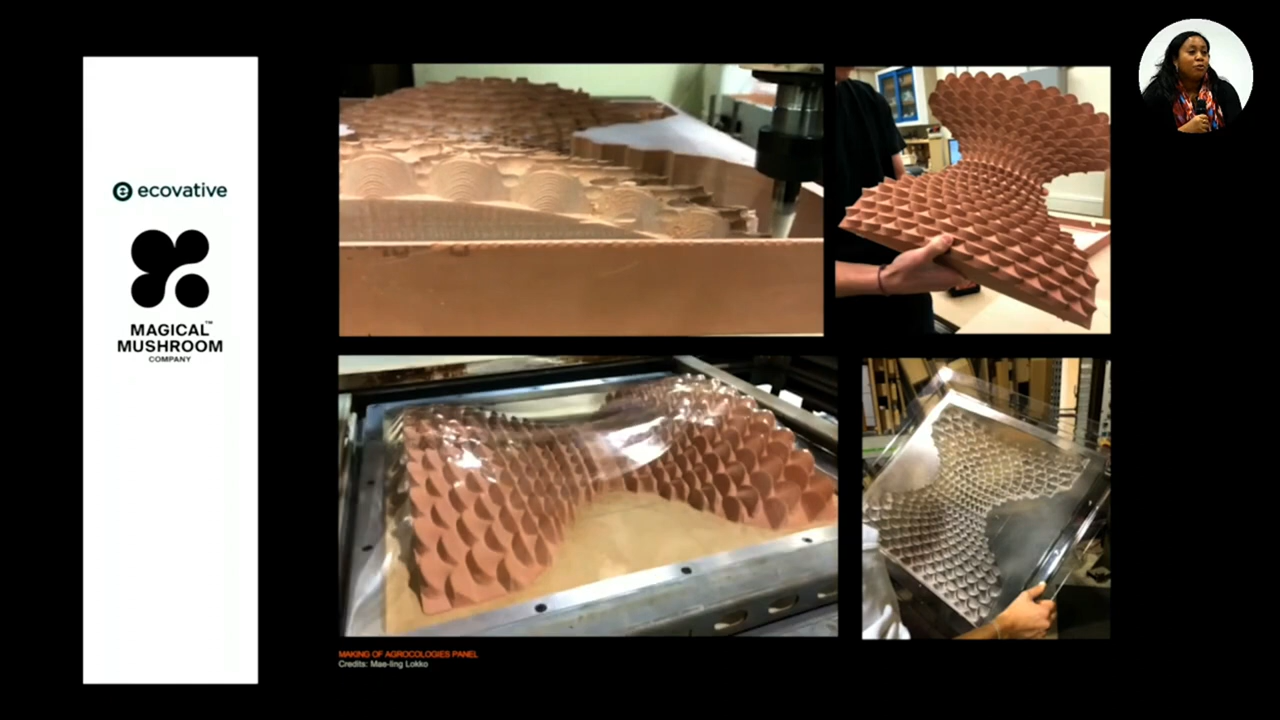 ecovative
MAGICAL™
MUSHROOM
COMPANY
MAKING OF AGROCOLOGIES PANEL
Credits: Mae-ling Lokko